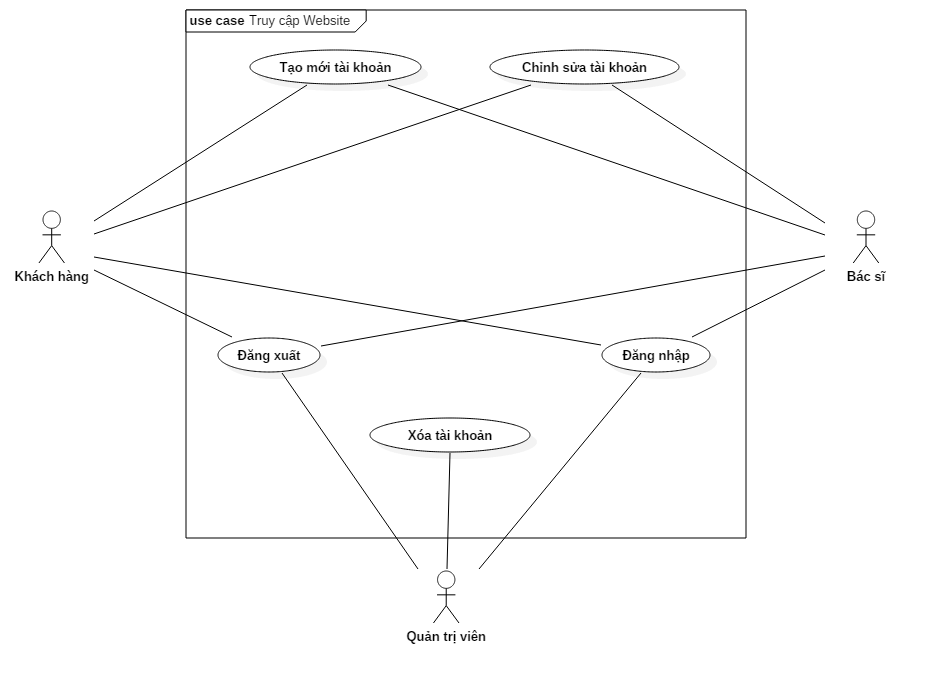 use case Truy cập Website
Tạo mới tài khoản
Chỉnh sửa tài khoản
Khách hàng
Bác sĩ
Đăng xuất
Đăng nhập
Xóa tài khoản
Quản trị viên